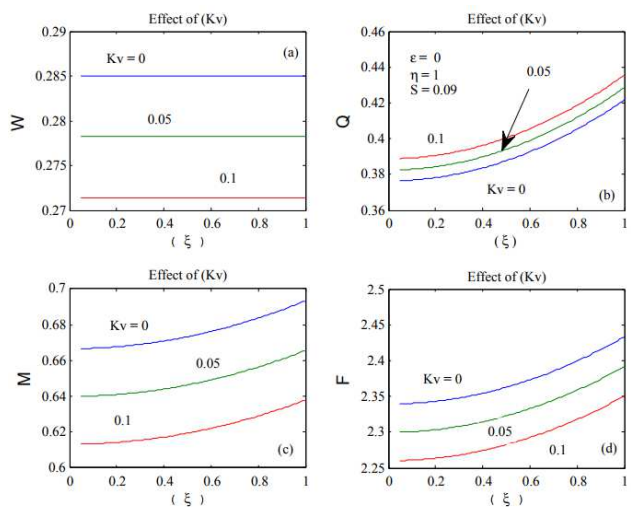 Effect of (Kv)
0.29
0.285
0.28
0.275
0.27
W
Kv = 0
(a)
0.05
0.1
0 0.2 0.4 0.6 0.8 1
( ξ )
Effect of (Kv)
0.46
0.44
0.42
0.4
0.38
0.36
Q
ε = 0
η = 1
S = 0.09
0.05
0.1
Kv = 0
(b)
0 0.2 0.4 0.6 0.8 1
(ξ)
Effect of (Kv)
0.7
0.68
0.66
0.64
0.62
0.6
M
Kv = 0
0.05
0.1
(c)
0 0.2 0.4 0.6 0.8 1
( ξ )
Effect of (Kv)
2.5
2.45
2.4
2.35
2.3
2.25
F
Kv = 0
0.05
0.1
(d)
0 0.2 0.4 0.6 0.8 1
( ξ )